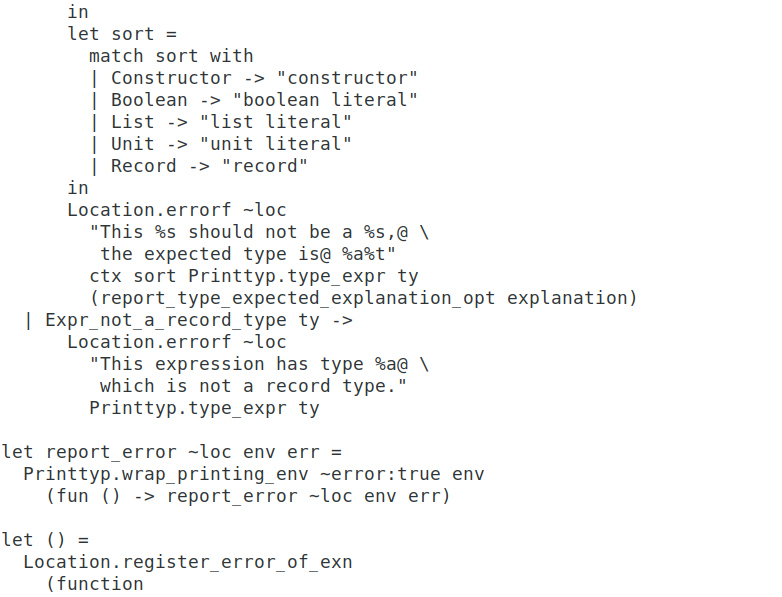 in
      let sort =
        match sort with
        | Constructor -> "constructor"
        | Boolean -> "boolean literal"
        | List -> "list literal"
        | Unit -> "unit literal"
        | Record -> "record"
      in
      Location.errorf ~loc
        "This %s should not be a %s,@ \
         the expected type is@ %a%t"
        ctx sort Printtyp.type_expr ty
        (report_type_expected_explanation_opt explanation)
  | Expr_not_a_record_type ty ->
      Location.errorf ~loc
        "This expression has type %a@ \
         which is not a record type."
        Printtyp.type_expr ty

let report_error ~loc env err =
  Printtyp.wrap_printing_env ~error:true env
    (fun () -> report_error ~loc env err)

let () =
  Location.register_error_of_exn
    (function